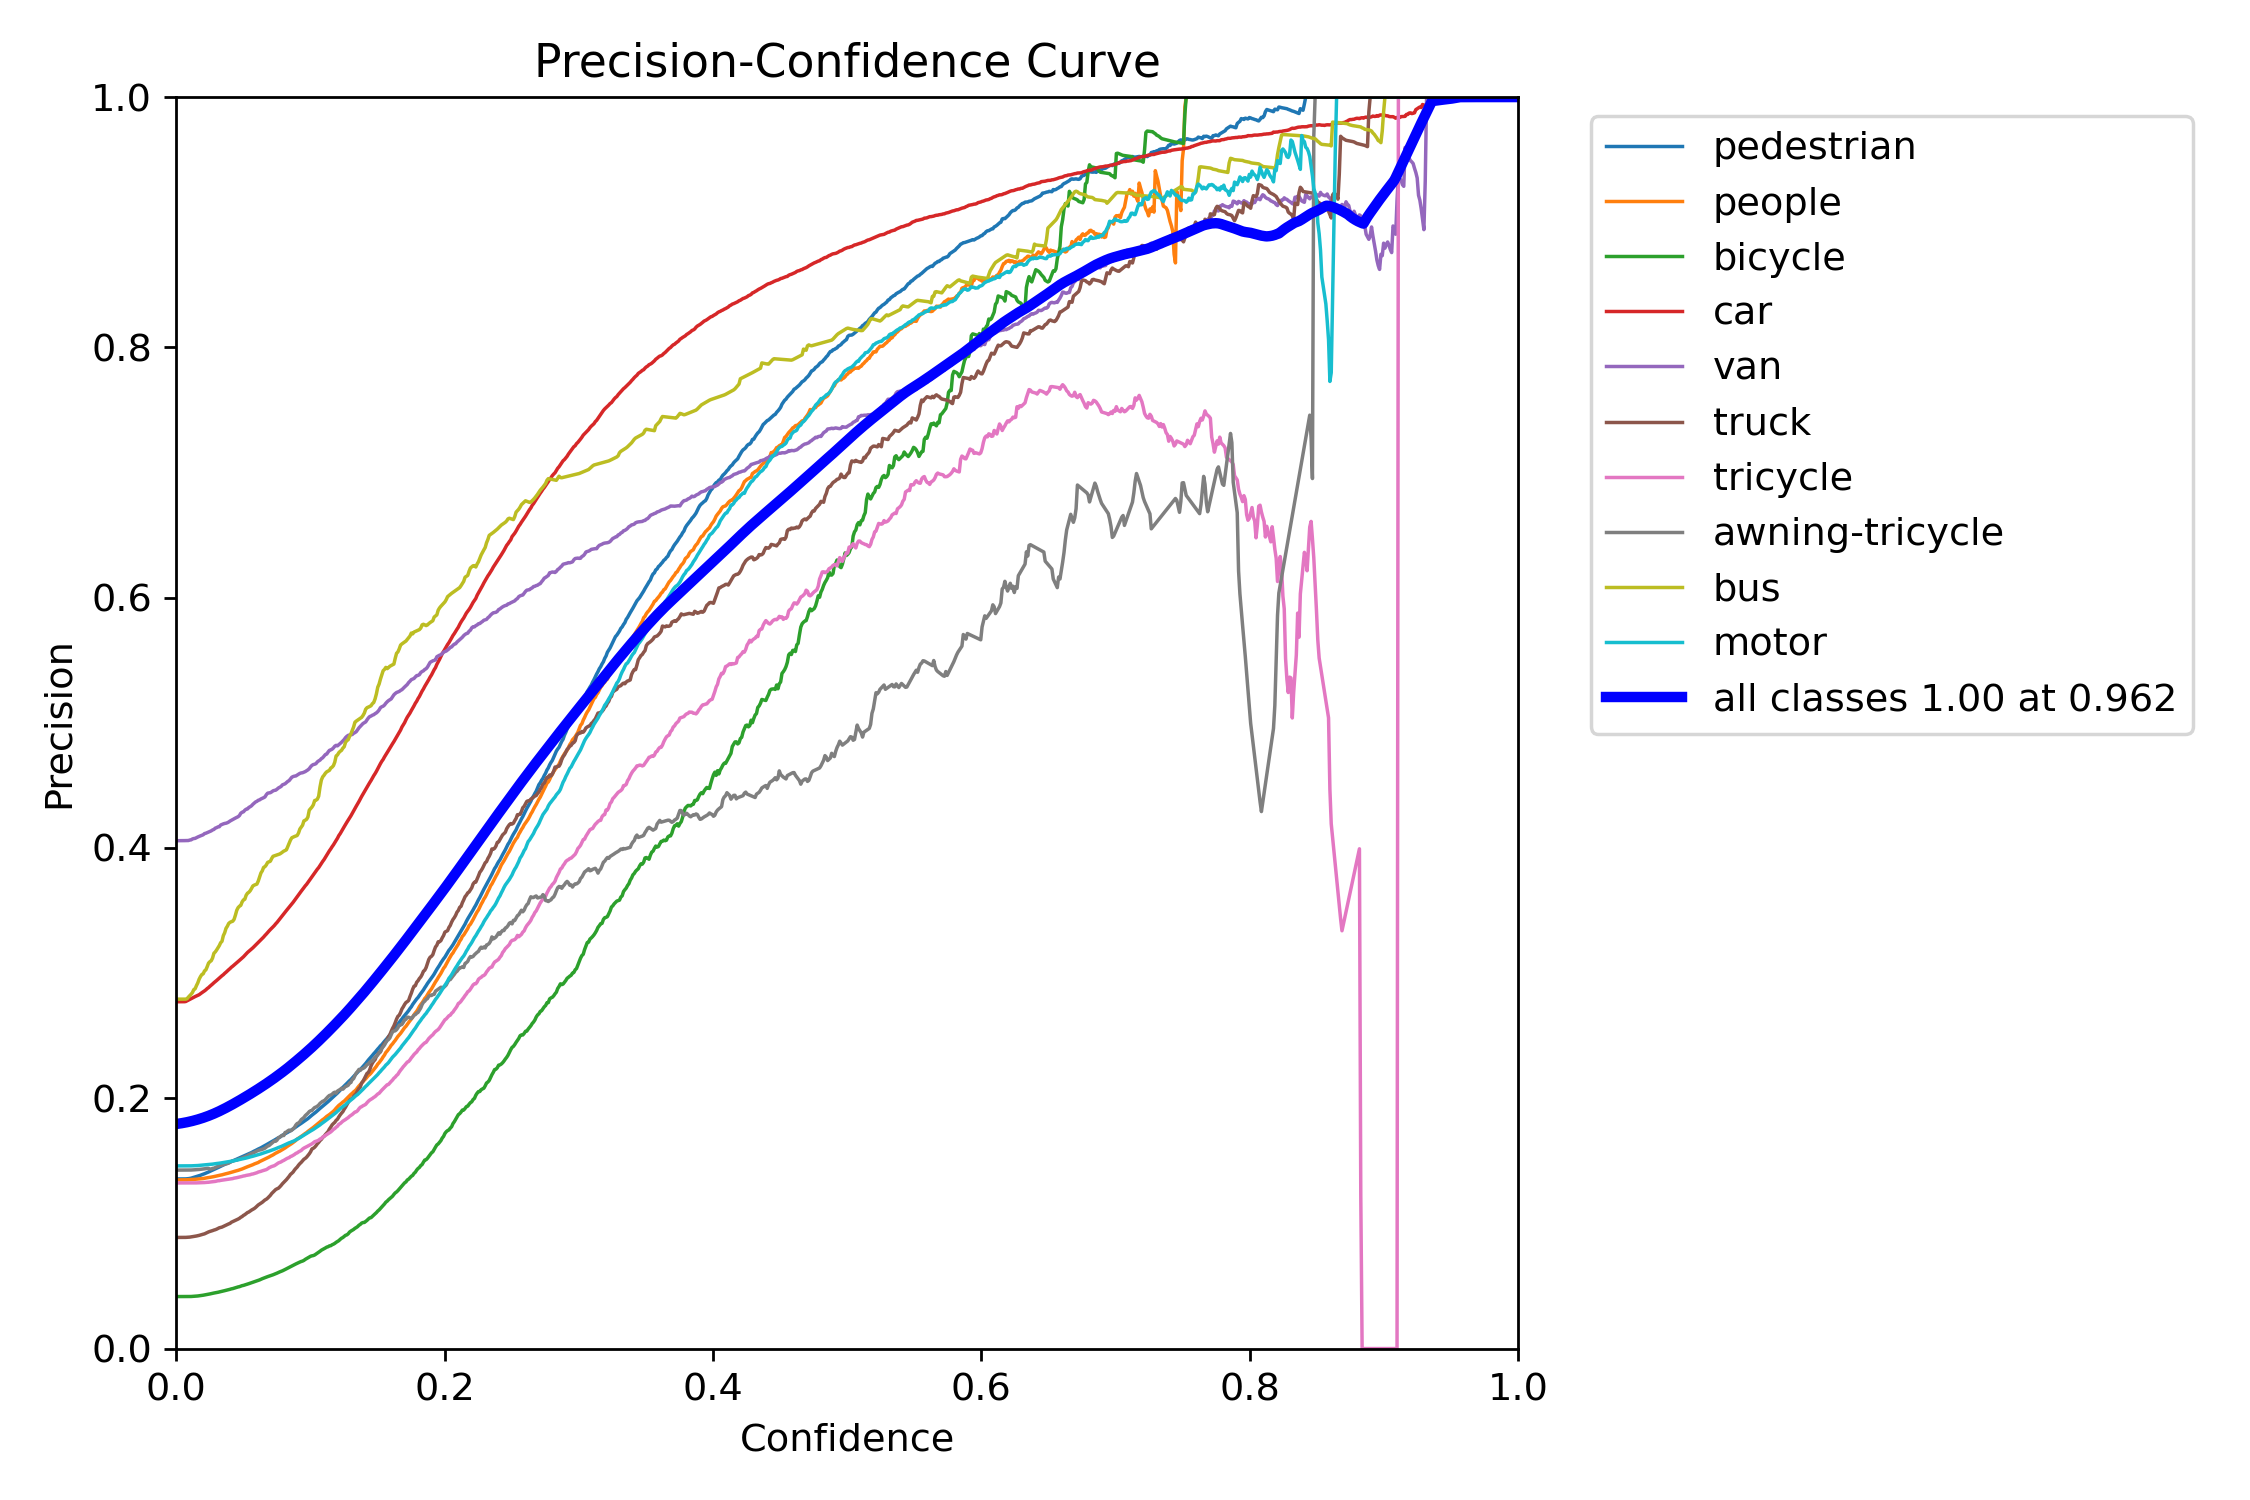 Precision-Confidence Curve
1.0
0.8
0.6
0.4
0.2
0.0
Precision
0.0 0.2 0.4 0.6 0.8 1.0
Confidence
pedestrian
people
bicycle
car
van
truck
tricycle
awning-tricycle
bus
motor
all classes 1.00 at 0.962